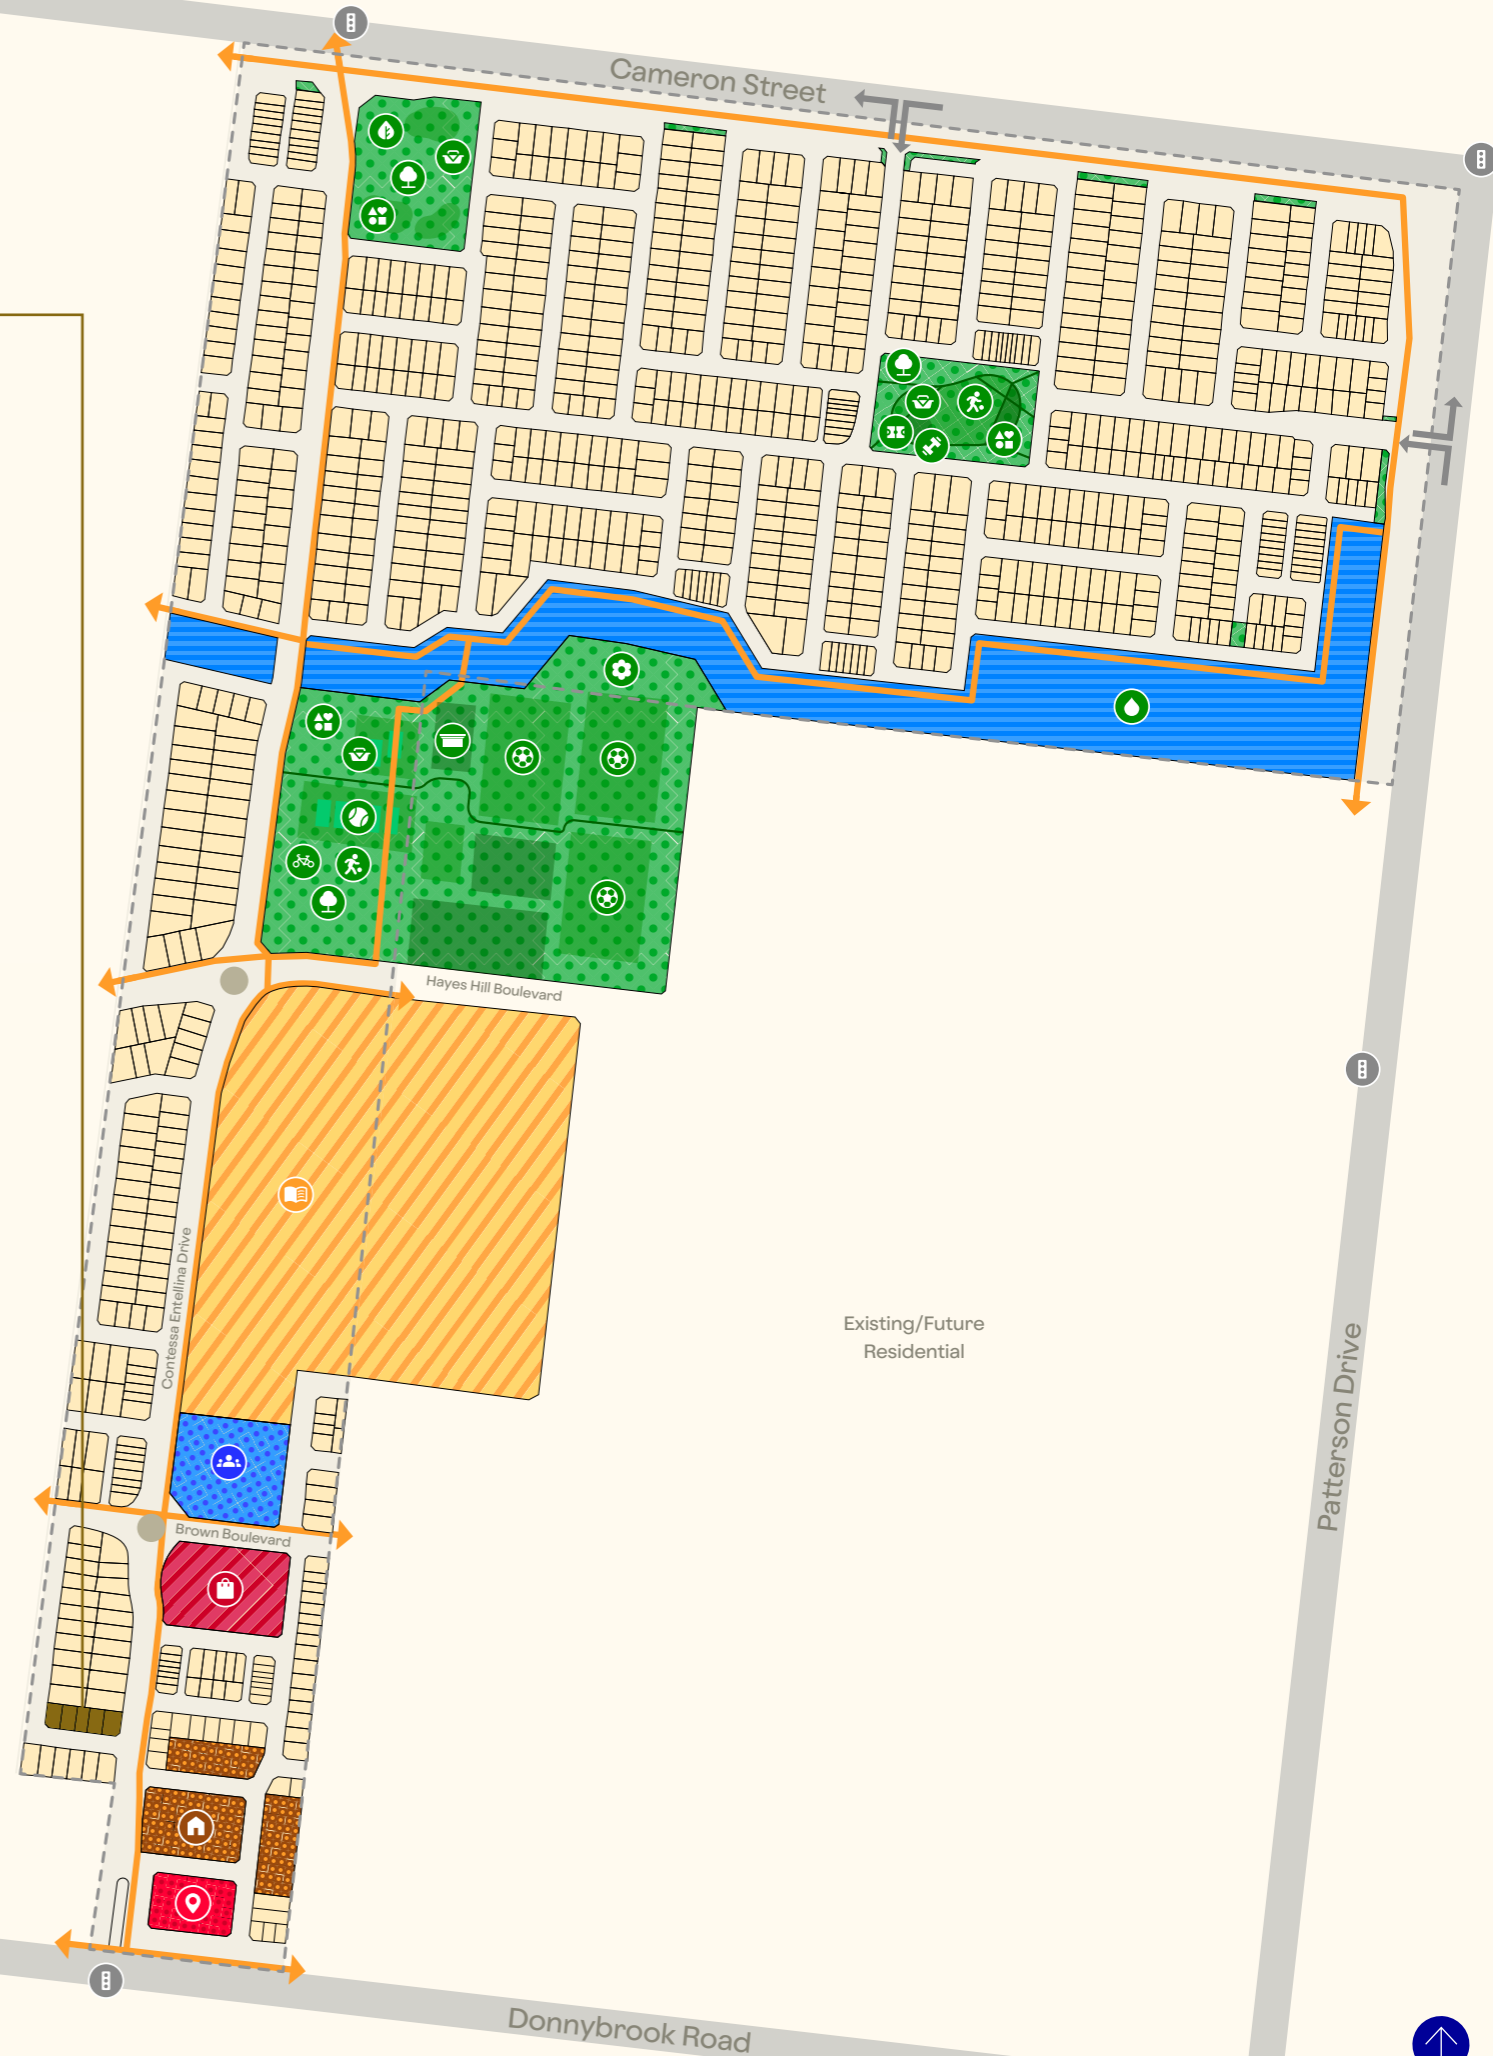 Cameron Street
Hayes Hill Boulevard
Contessa Entellina Drive
Existing/Future
Residential
Patterson Drive
Brown Boulevard
Donnybrook Road